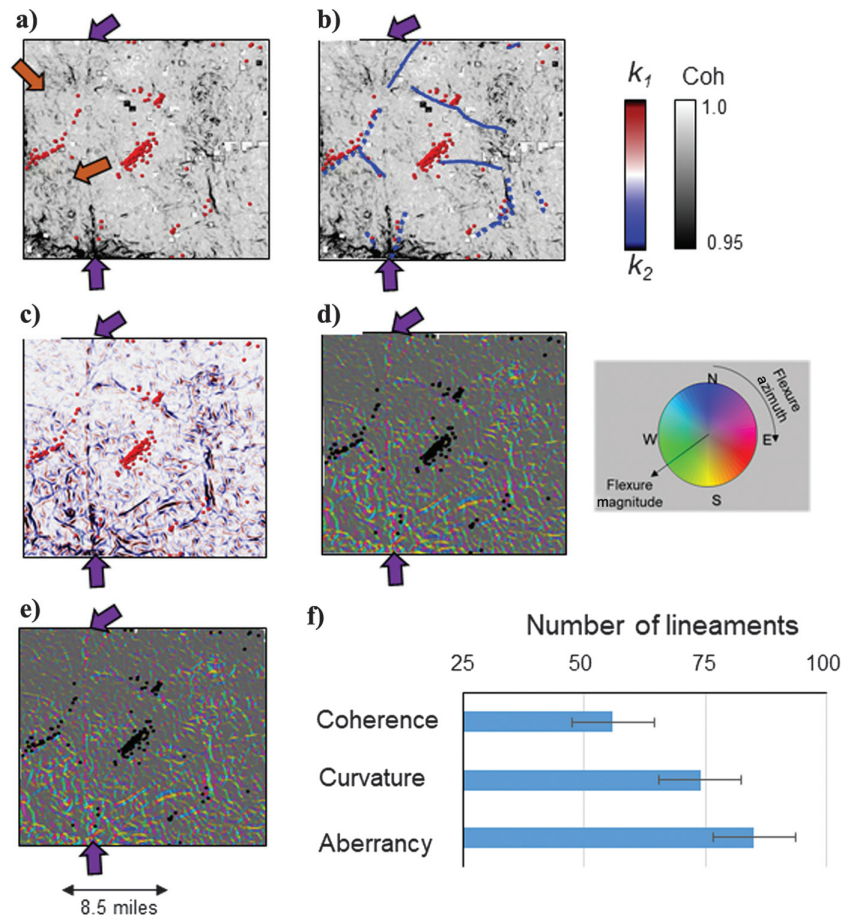 a)
b)
k1
Coh
1.0
0.95
k2
c)
d)
N
Flexure
azimuth
W
E
Flexure
magnitude
S
e)
f)
Number of lineaments
25
50
75
100
Coherence
Curvature
Aberrancy
8.5 miles